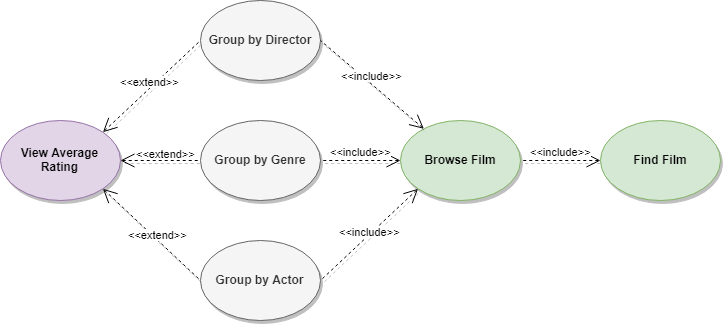 Group by Director
<<extend>>
<<include>>
View Average
Rating
<<extend>>
Group by Genre
<<include>>
Browse Film
<<include>>
Find Film
<<extend>>
<<include>>
Group by Actor